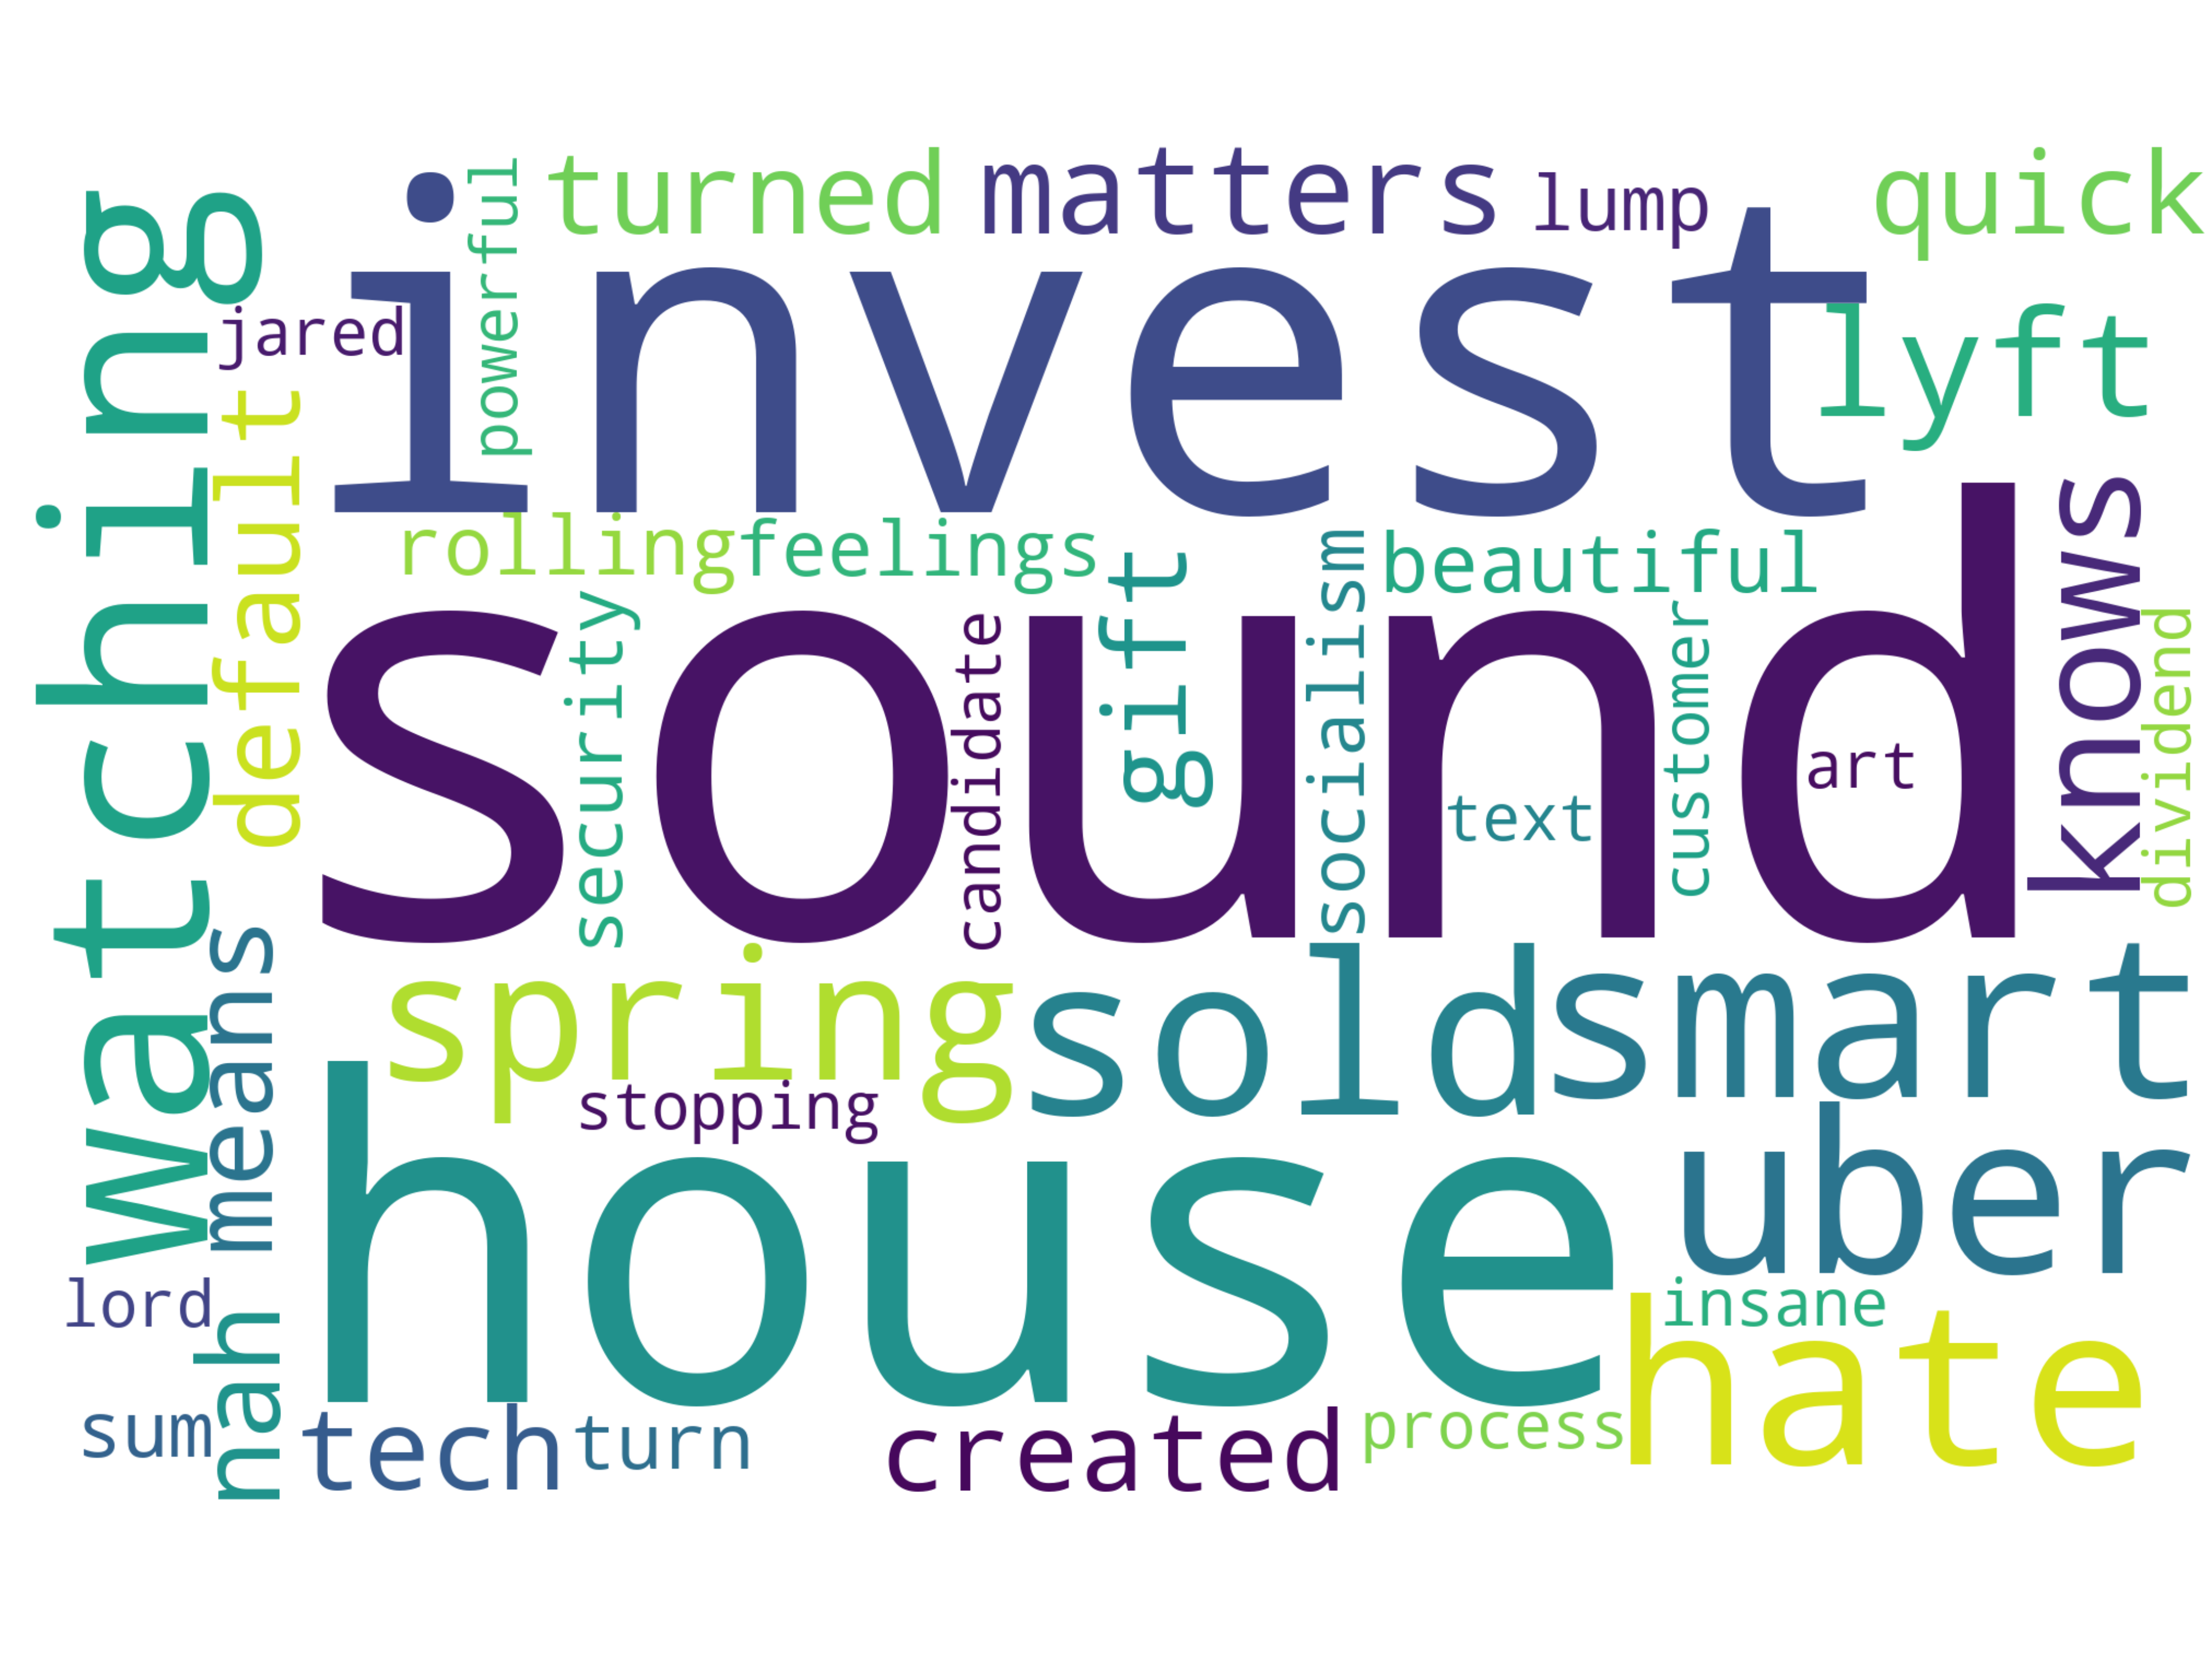 turned matters lump quick
powerful
watching
jared
invest
lyft
default
rolling feelings
beautiful
sound
security
candidate
gift
socialism
text
customer
art
knows
dividend
means
spring sold smart
stopping
house
uber
lord
insane
nah
hate
sum tech turn created process